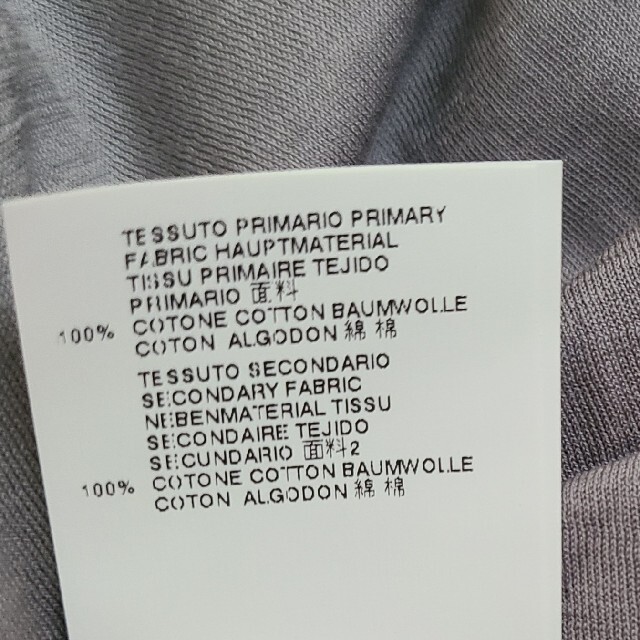 TESSUTO PRIMARIO PRIMARY
FABRIC HAUPTMATERIAL
TISSU PRIMAIRE TEJIDO
PRIMARIO 面料
100% COTONE COTTON BAUMWOLLE
COTON ALGODON 綿 棉
TESSUTO SECONDARIO
SECONDARY FABRIC
NEBENMATERIAL TISSU
SECONDAIRE TEJIDO
SECUNDARIO 面料2
100% COTONE COTTON BAUMWOLLE
COTON ALGODON 綿 棉